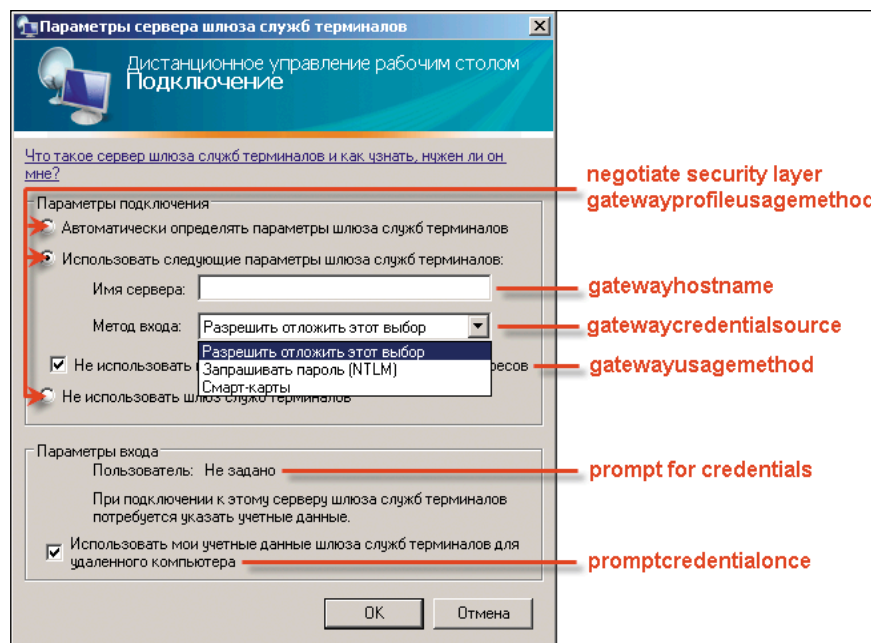 Параметры сервера шлюза служб терминалов
Дистанционное управление рабочим столом
Подключение
Что такое сервер шлюза служб терминалов и как узнать, нужен ли он
мне?
negotiate security layer
gatewayprofileusagemethod
Параметры подключения
Автоматически определять параметры шлюза служб терминалов
Использовать следующие параметры шлюза служб терминалов:
Имя сервера:
gatewayhostname
Метод входа: Разрешить отложить этот выбор
gatewaycredentialsource
Разрешить отложить этот выбор
Запрашивать пароль (NTLM)
Смарт-карты
Не использовать ресов
gatewayusagemethod
Не использовать шлюз служб терминалов
Параметры входа
Пользователь: Не задано
prompt for credentials
При подключении к этому серверу шлюза служб терминалов
потребуется указать учетные данные.
Использовать мои учетные данные шлюза служб терминалов для
удаленного компьютера
promptcredentialonce
OK Отмена